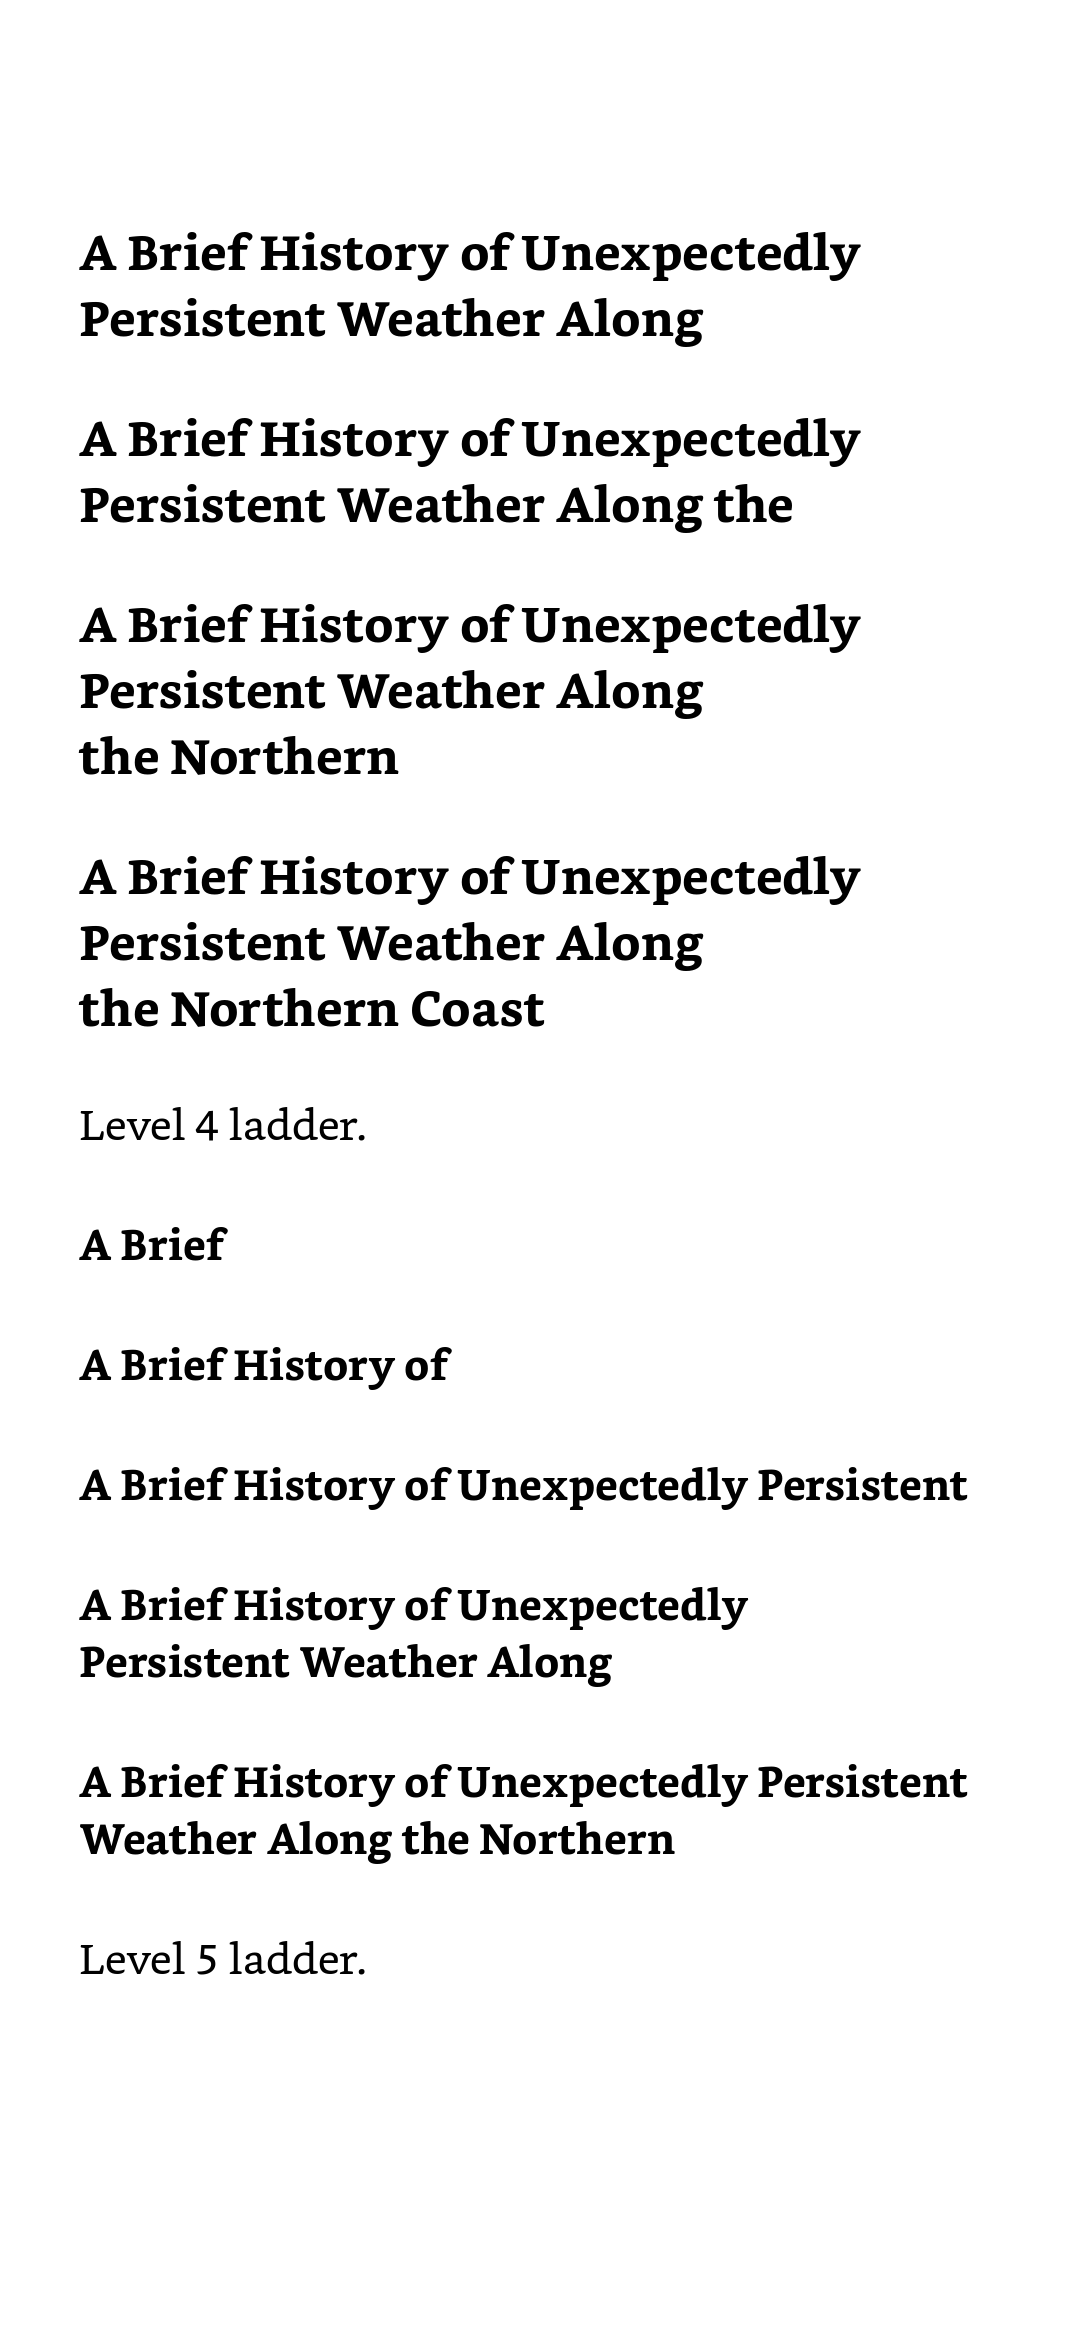 A Brief History of Unexpectedly
Persistent Weather Along
A Brief History of Unexpectedly
Persistent Weather Along the
A Brief History of Unexpectedly
Persistent Weather Along
the Northern
A Brief History of Unexpectedly
Persistent Weather Along
the Northern Coast
Level 4 ladder.
A Brief
A Brief History of
A Brief History of Unexpectedly Persistent
A Brief History of Unexpectedly
Persistent Weather Along
A Brief History of Unexpectedly Persistent
Weather Along the Northern
Level 5 ladder.